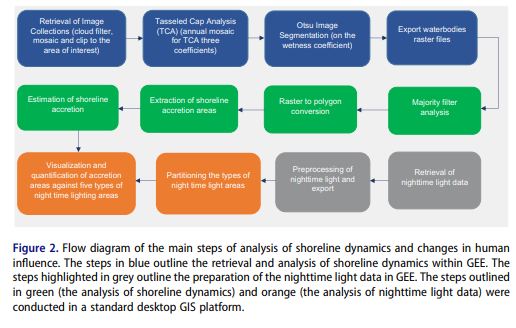 Retrieval of Image
Collections (cloud filter,
mosaic and clip to the
area of interest)
Tasseled Cap Analysis
(TCA) (annual mosaic
for TCA three
coefficients)
Otsu Image
Segmentation (on the
wetness coefficient)
Export waterbodies
raster files
Estimation of shoreline
accretion
Extraction of shoreline
accretion areas
Raster to polygon
conversion
Majority filter
analysis
Visualization and
quantification of accretion
areas against five types of
night time lighting areas
Partitioning the types of
night time light areas
Preprocessing of
nighttime light and
export
Retrieval of
nighttime light data
Figure 2. Flow diagram of the main steps of analysis of shoreline dynamics and changes in human
influence. The steps in blue outline the retrieval and analysis of shoreline dynamics within GEE. The
steps highlighted in grey outline the preparation of the nighttime light data in GEE. The steps outlined
in green (the analysis of shoreline dynamics) and orange (the analysis of nighttime light data) were
conducted in a standard desktop GIS platform.